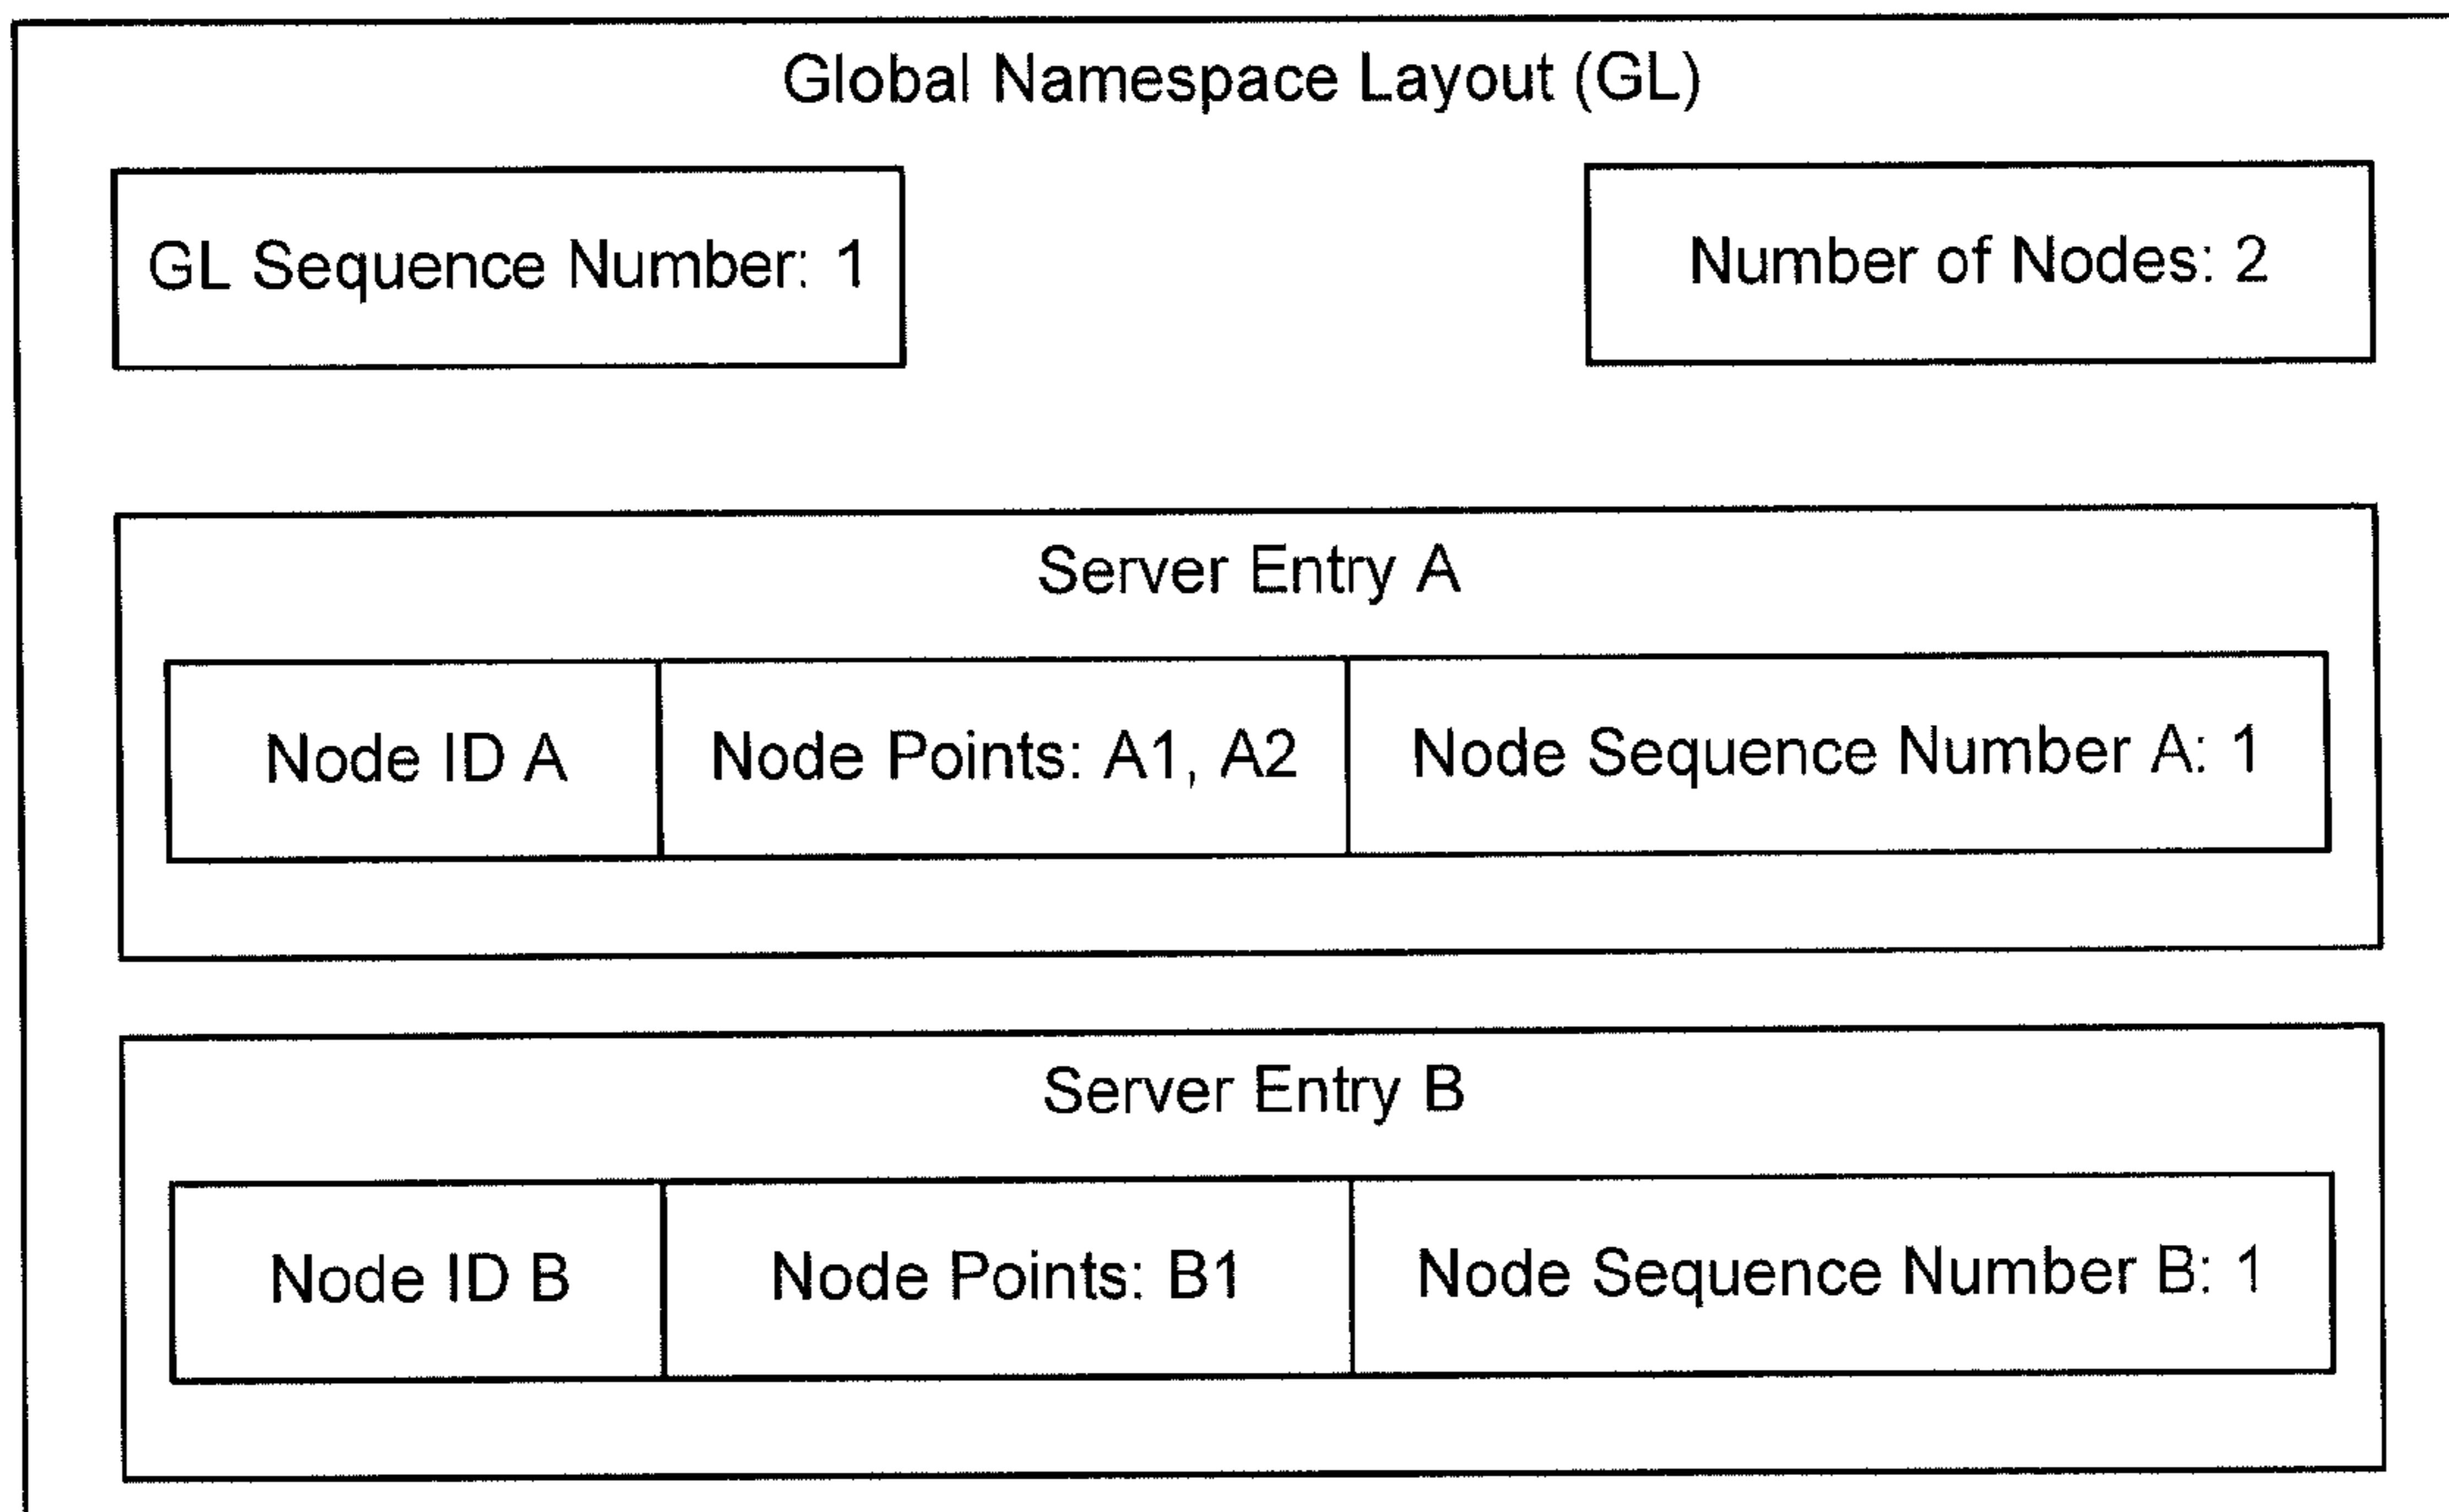 Global Namespace Layout (GL)
GL Sequence Number: 1
Number of Nodes: 2
Server Entry A
Node ID A
Node Points: A1, A2
Node Sequence Number A: 1
Server Entry B
Node ID B
Node Points: B1
Node Sequence Number B: 1